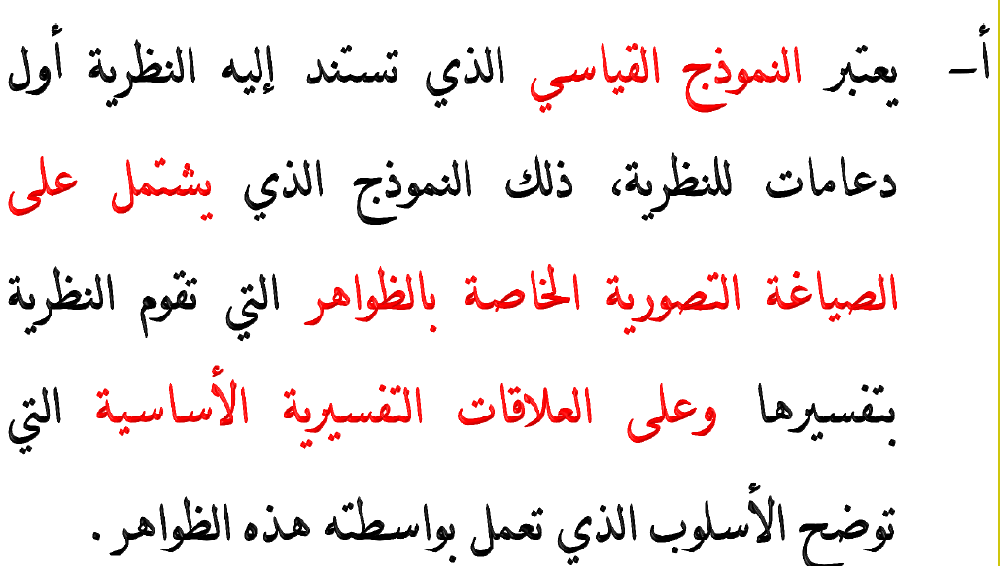 أ- يعتبر النموذج القياسي الذي تستند إليه النظرية أول
دعامات للنظرية، ذلك النموذج الذي يشتمل على
الصياغة التصورية الخاصة بالظواهر التي تقوم النظرية
بتفسيرها وعلى العلاقات التفسيرية الأساسية التي
توضح الأسلوب الذي تعمل بواسطته هذه الظواهر .